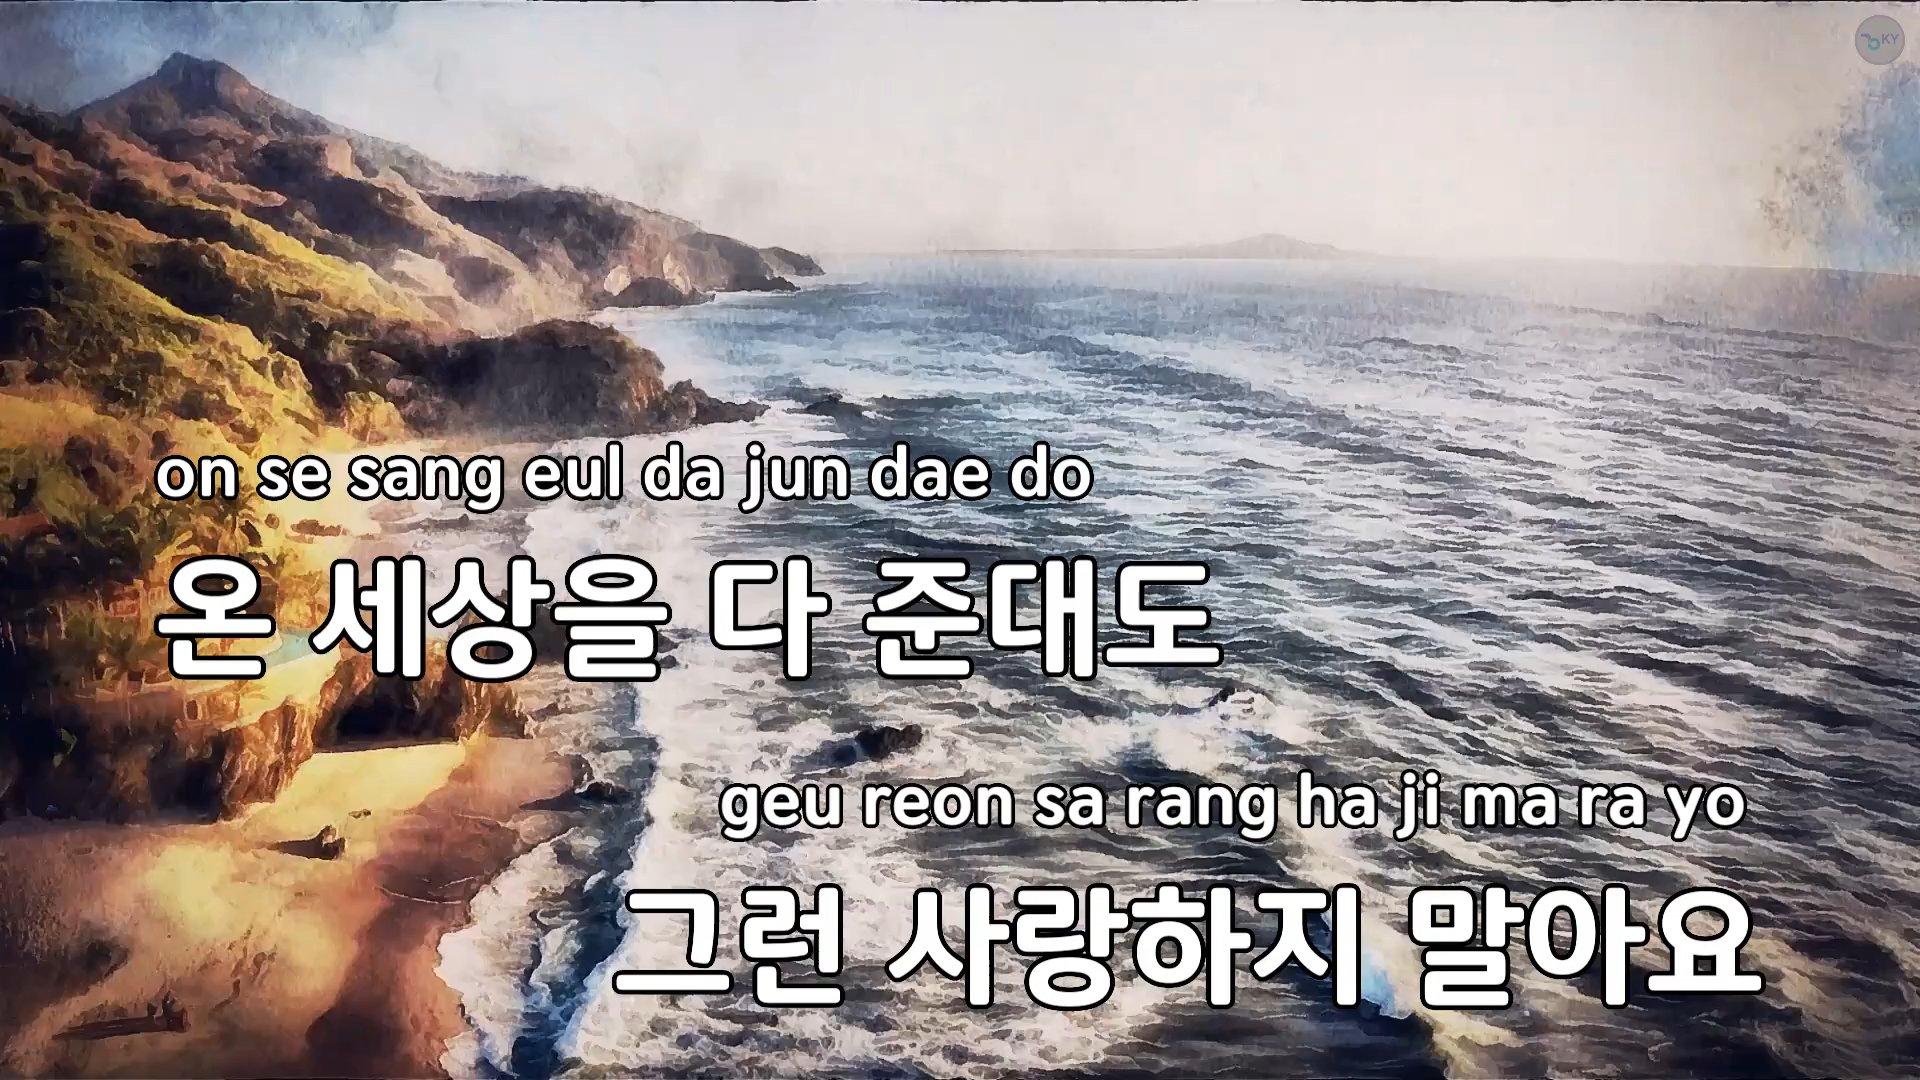 KY
on se sang eul da jun dae do
온 세상을 다 준대도
geu reon sa rang ha ji ma ra yo
그런 사랑하지 말아요